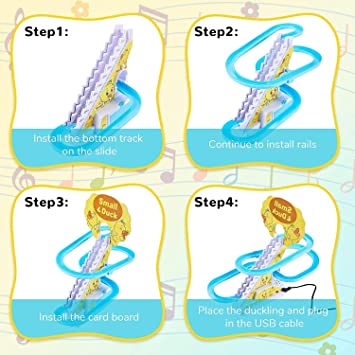 Step1:
Install the bottom track
on the slide
Step2:
Continue to install rails
Step3:
Small
Duck
Install the card board
Step4:
Small
Duck
Place the duckling and plug
in the USB cable